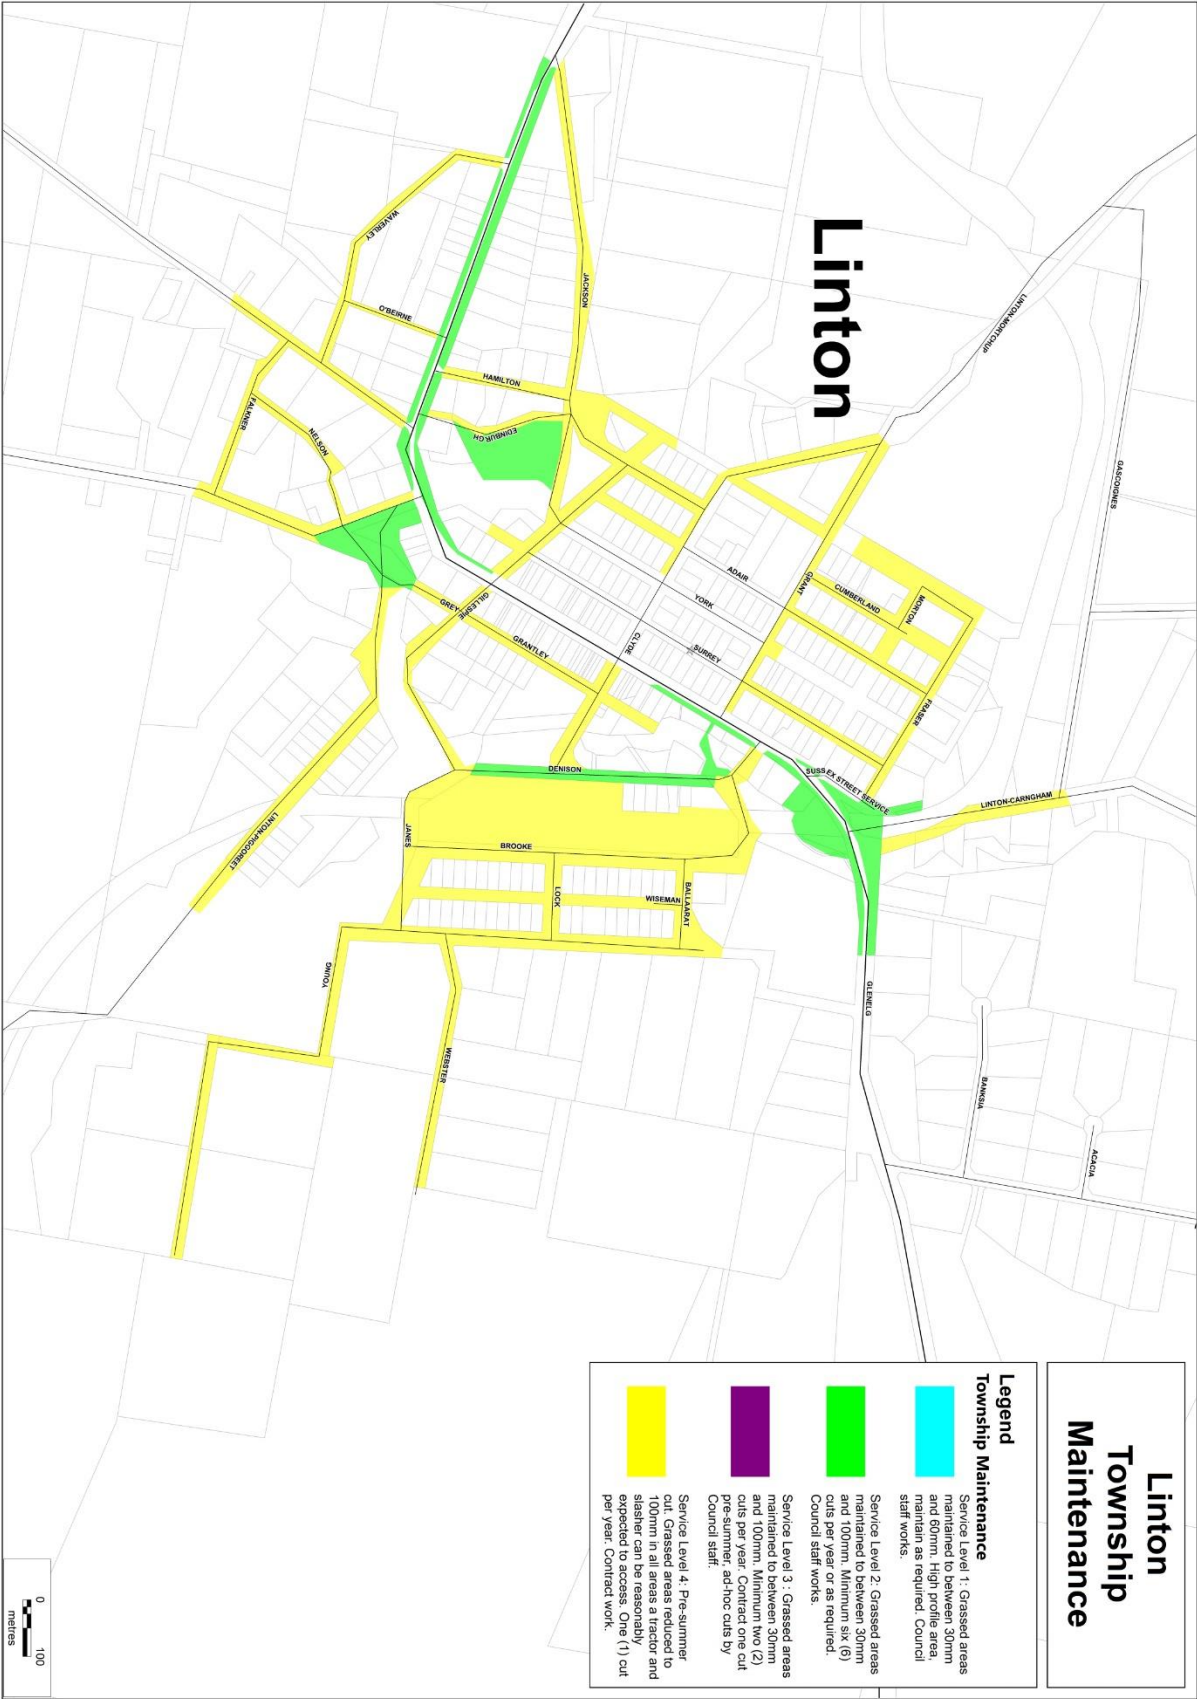 Linton
Township
Maintenance
Legend
Township Maintenance
Service Level 1: Grassed areas
maintained to between 30mm
and 60mm. High profile area,
maintain as required. Council
staff works.
Service Level 2: Grassed areas
maintained to between 30mm
and 100mm. Minimum six (6)
cuts per year or as required.
Council staff works.
Service Level 3 : Grassed areas
maintained to between 30mm
and 100mm. Minimum two (2)
cuts per year. Contract one cut
pre-summer, ad-hoc cuts by
Council staff.
Service Level 4: Pre-summer
cut. Grassed areas reduced to
100mm in all areas a tractor and
slasher can be reasonably
expected to access. One (1) cut
per year. Contract work.
0 100
metres
Linton
LINTON-MORTCHUP
GASCOIGNES
ACACIA
BANKSIA
GLENELG
LINTON-CARNGHAM
SUSSEX STREET SERVICE
FRASER
MORTON
CUMBERLAND
GRANT
ADAIR
YORK
SURREY
CLYDE
JACKSON
HAMILTON
EDINBURGH
O'BEIRNE
WAVERLEY
NELSON
FALKNER
GREY
GILLESPIE
GRANTLEY
DENISON
JANES
BROOKE
LOCK
WISEMAN
BALLAARAT
LINTON-PIGGOREET
YOUNG
WEBSTER